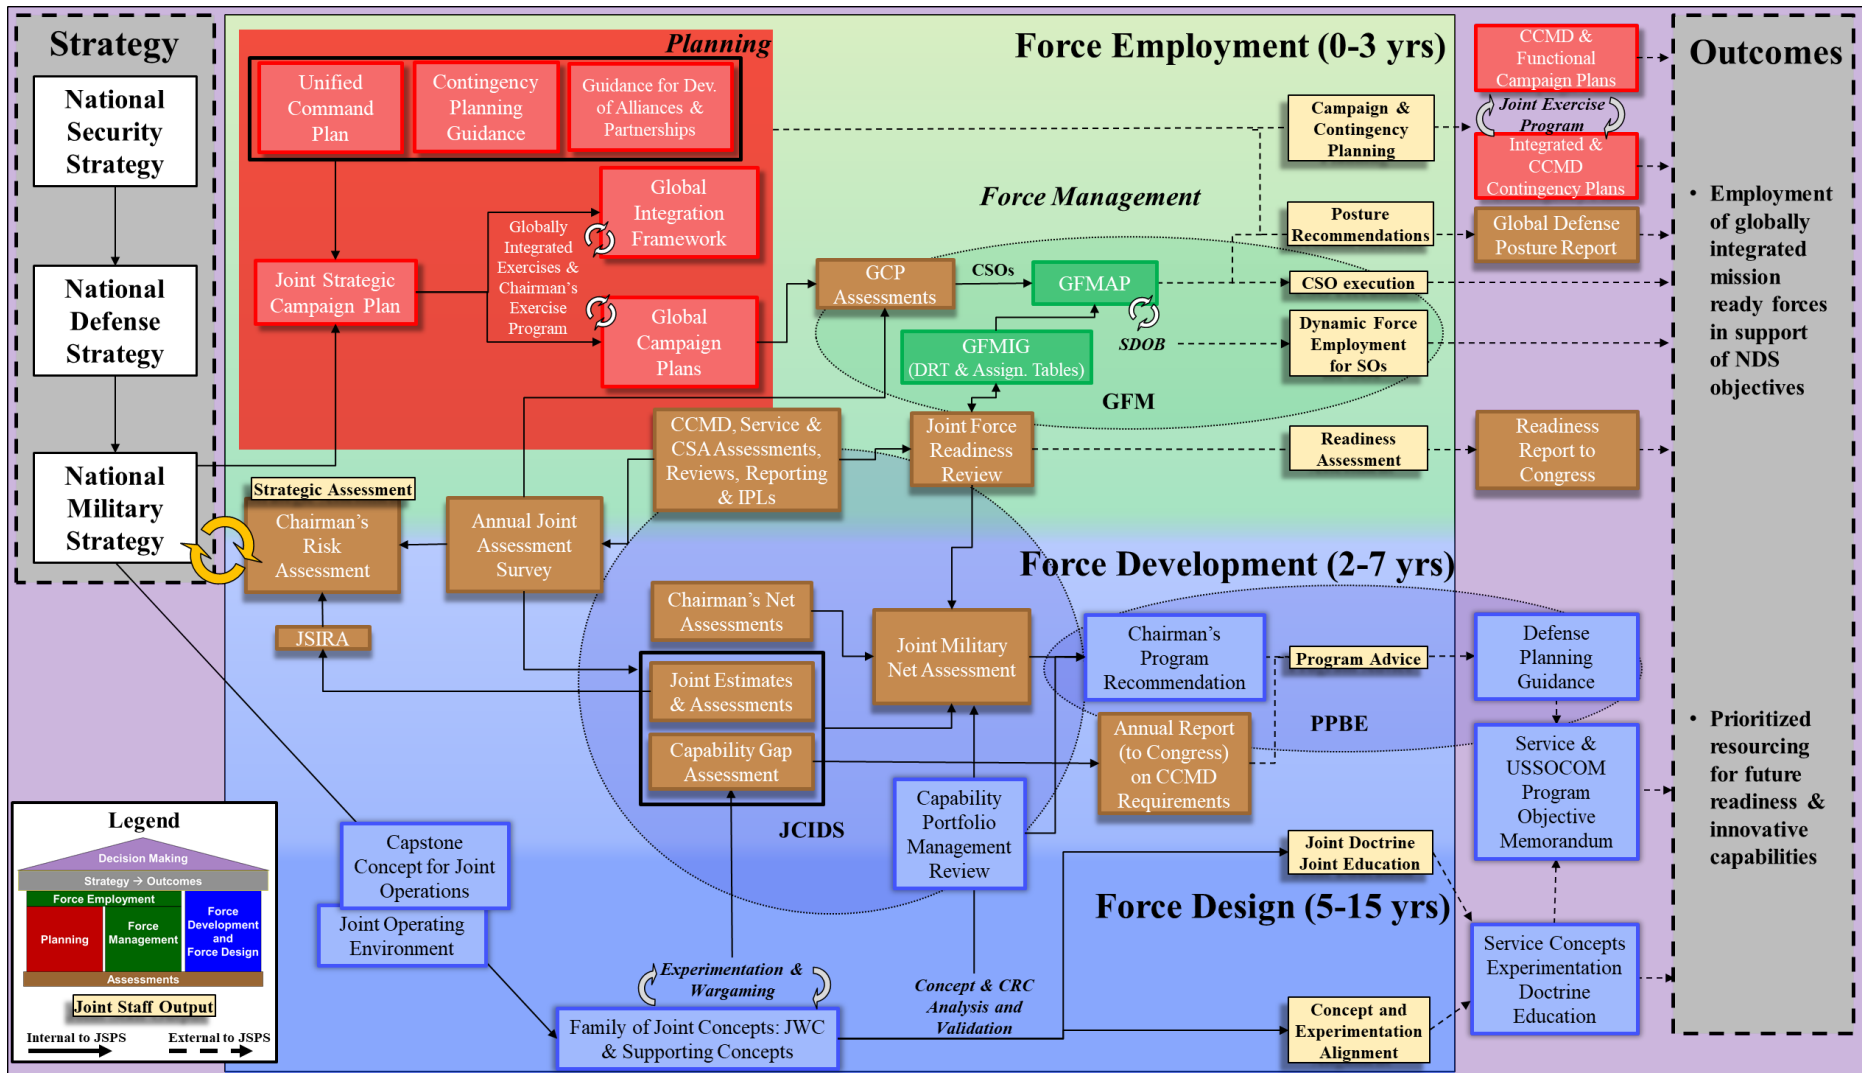 Strategy
National
Security
Strategy
National
Defense
Strategy
National
Military
Strategy
Planning
Unified
Command
Plan
Contingency
Planning
Guidance
Guidance for Dev.
of Alliances &
Partnerships
Joint Strategic
Campaign Plan
Globally
Integrated
Exercises &
Chairman's
Exercise
Program
Global
Integration
Framework
Global
Campaign
Plans
Force Employment (0-3 yrs)
Force Management
GCP
Assessments
CSOs
GFMAP
SDOB
GFMIG
(DRT & Assign. Tables)
GFM
Campaign &
Contingency
Planning
Posture
Recommendations
CSO execution
Dynamic Force
Employment
for SOs
Readiness
Assessment
CCMD &
Functional
Campaign Plans
Joint Exercise
Program
Integrated &
CCMD
Contingency Plans
Global Defense
Posture Report
Readiness
Report to
Congress
Outcomes
• Employment
of globally
integrated
mission
ready forces
in support
of NDS
objectives
• Prioritized
resourcing
for future
readiness &
innovative
capabilities
CCMD, Service &
CSA Assessments,
Reviews, Reporting
& IPLs
Joint Force
Readiness
Review
Strategic Assessment
Chairman's
Risk
Assessment
Annual Joint
Assessment
Survey
JSIRA
Force Development (2-7 yrs)
Chairman's Net
Assessments
Joint Military
Net Assessment
Joint Estimates
& Assessments
Capability Gap
Assessment
JCIDS
Chairman's
Program
Recommendation
Program Advice
Defense
Planning
Guidance
PPBE
Annual Report
(to Congress)
on CCMD
Requirements
Service &
USSOCOM
Program
Objective
Memorandum
Capability
Portfolio
Management
Review
Capstone
Concept for Joint
Operations
Joint Operating
Environment
Joint Doctrine
Joint Education
Force Design (5-15 yrs)
Experimentation &
Wargaming
Concept & CRC
Analysis and
Validation
Family of Joint Concepts: JWC
& Supporting Concepts
Concept and
Experimentation
Alignment
Service Concepts
Experimentation
Doctrine
Education
Legend
Decision Making
Strategy → Outcomes
Force Employment
Planning
Force
Management
Force
Development
and
Force Design
Assessments
Joint Staff Output
Internal to JSPS
External to JSPS